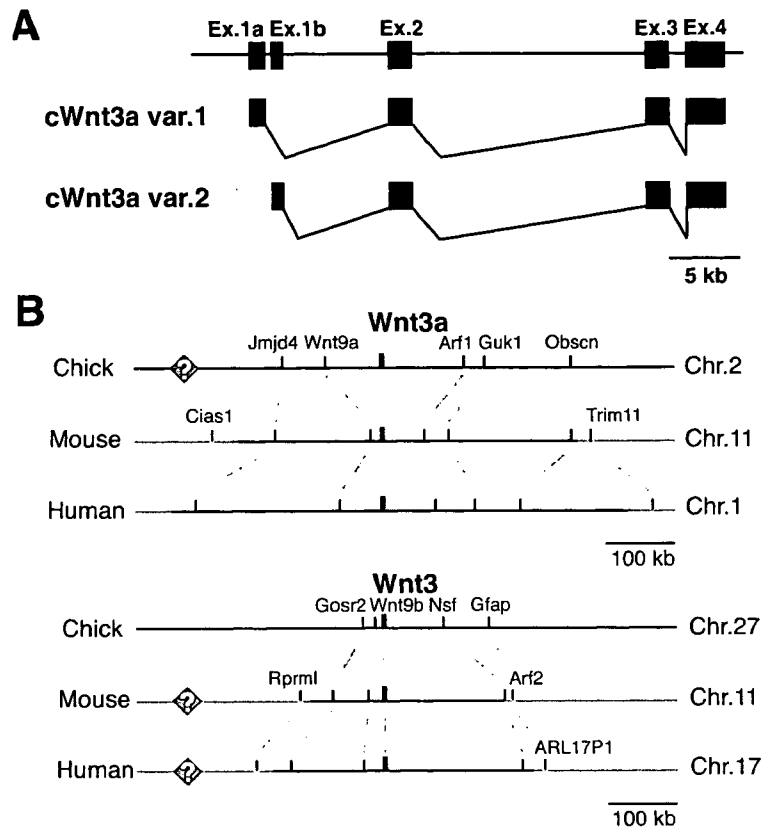 A
Ex.1a Ex.1b Ex.2 Ex.3 Ex.4
cWnt3a var.1
cWnt3a var.2
5 kb
B
Wnt3a
Jmjd4 Wnt9a Arf1 Guk1 Obscn
Chick ? Chr.2
Cias1 Trim11
Mouse Chr.11
Human Chr.1
100 kb
Wnt3
Gosr2 Wnt9b Nsf Gfap
Chick Chr.27
Rprml Arf2
Mouse ? Chr.11
ARL17P1
Human ? Chr.17
100 kb